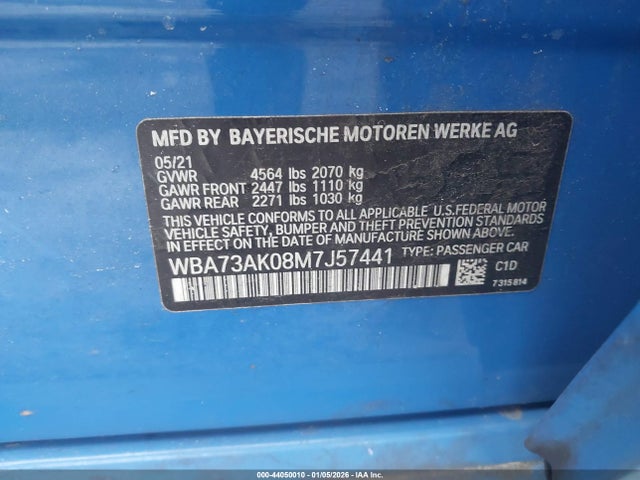 MFD BY BAYERISCHE MOTOREN WERKE AG
05/21
GVWR 4564 lbs 2070 kg
GAWR FRONT 2447 lbs 1110 kg
GAWR REAR 2271 lbs 1030 kg
THIS VEHICLE CONFORMS TO ALL APPLICABLE U.S.FEDERAL MOTOR
VEHICLE SAFETY, BUMPER AND THEFT PREVENTION STANDARDS
IN EFFECT ON THE DATE OF MANUFACTURE SHOWN ABOVE.
WBA73AK08M7J57441 TYPE: PASSENGER CAR
C1D
7315814
000-44050010 - 01/05/2026 - COPYRIGHT IAA, LLC.